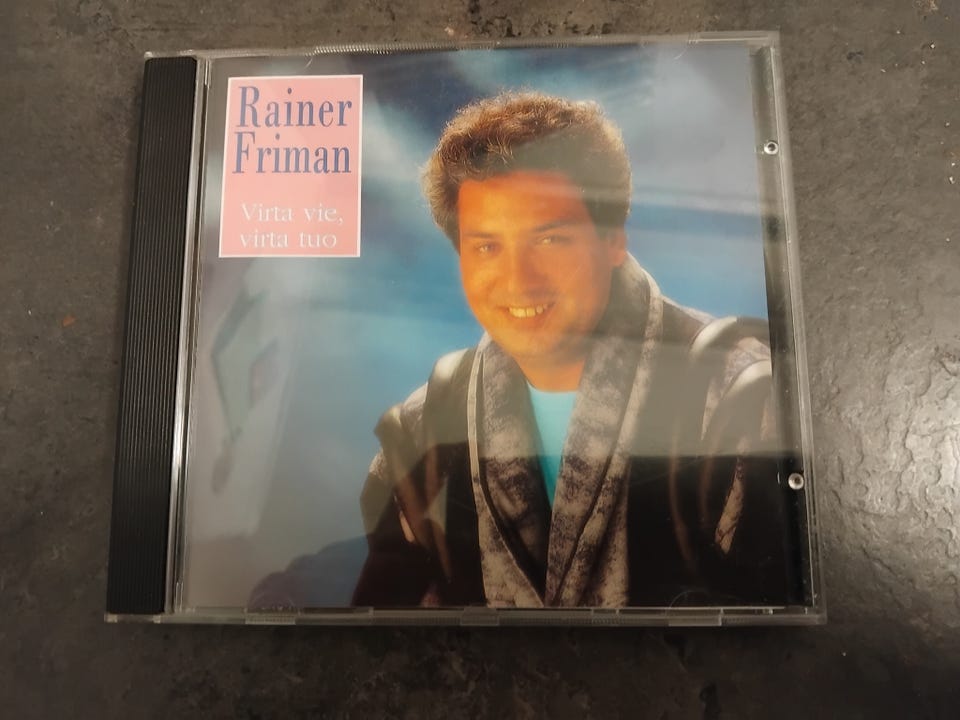 Rainer
Friman
Virta vie,
virta tuo